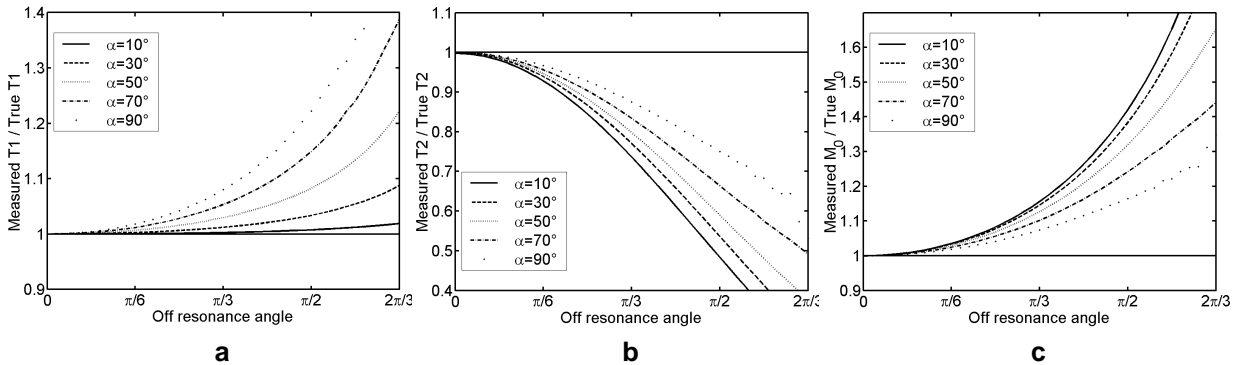 1.4
1.3
1.2
1.1
1
0.9
Measured T1 / True T1
α=10°
α=30°
α=50°
α=70°
α=90°
0
π/6
π/3
π/2
2π/3
Off resonance angle
a
1.1
1
0.9
0.8
0.7
0.6
0.5
0.4
Measured T2 / True T2
α=10°
α=30°
α=50°
α=70°
α=90°
0
π/6
π/3
π/2
2π/3
Off resonance angle
b
1.6
1.5
1.4
1.3
1.2
1.1
1
0.9
Measured M₀ / True M₀
α=10°
α=30°
α=50°
α=70°
α=90°
0
π/6
π/3
π/2
2π/3
Off resonance angle
c